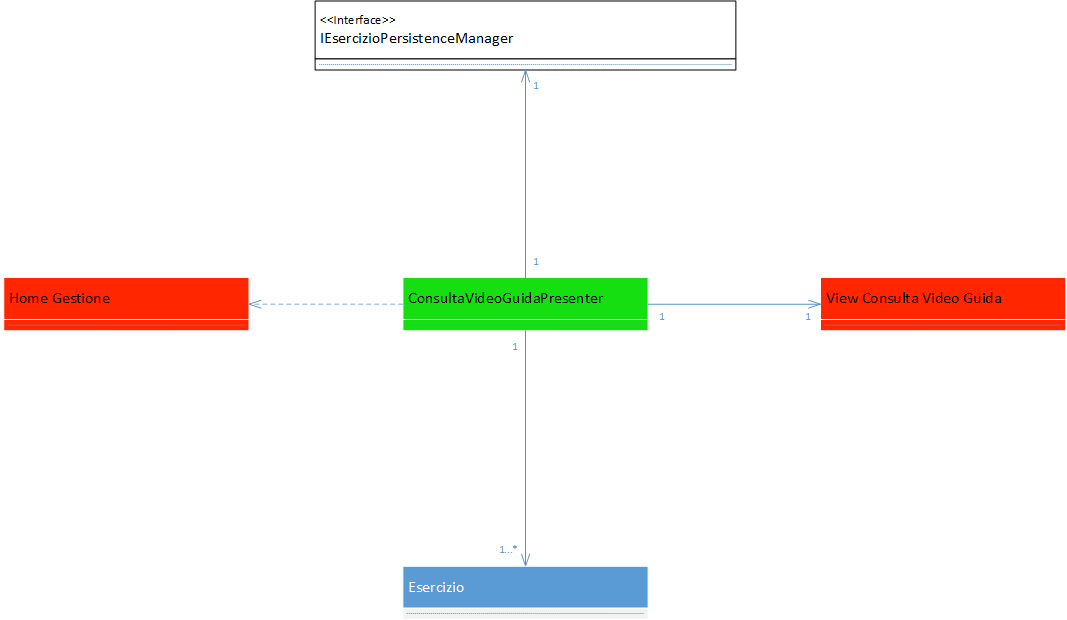 <<Interface>>
IEsercizioPersistenceManager
1
1
Home Gestione
ConsultaVideoGuidaPresenter
View Consulta Video Guida
1
1
1
1...*
Esercizio